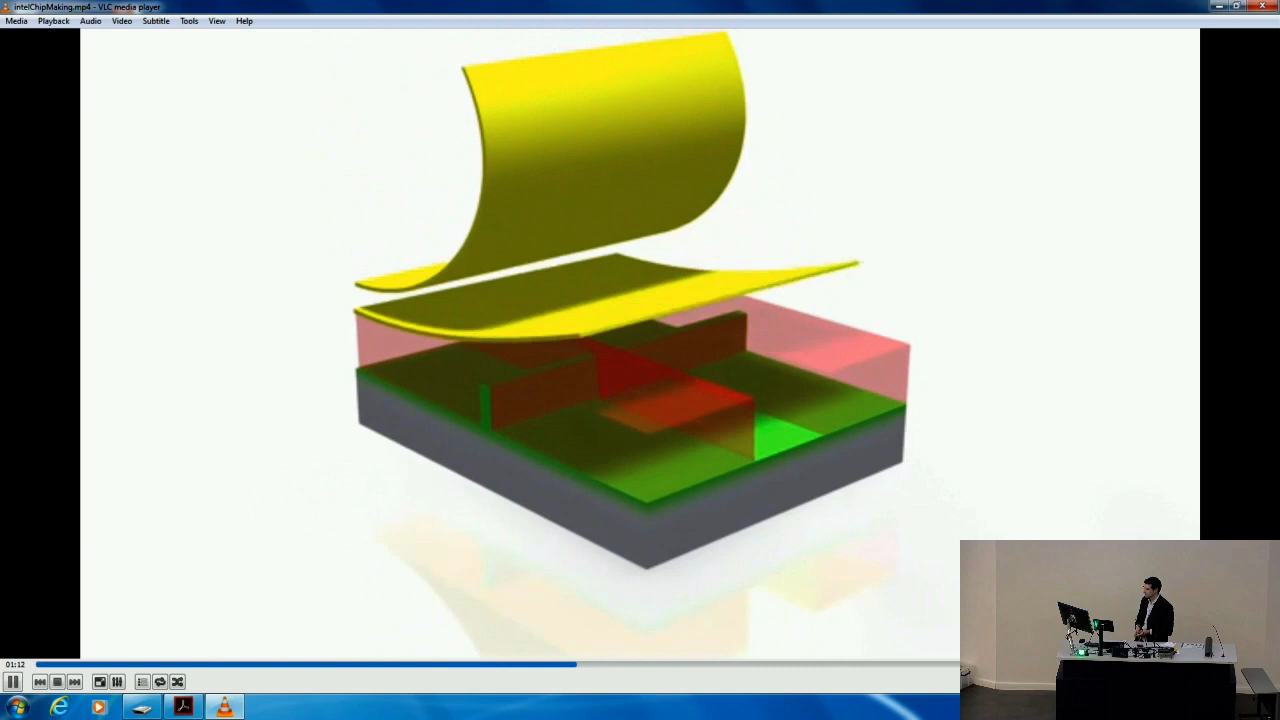 intelChipMaking.mp4 - VLC media player
Media Playback Audio Video Subtitle Tools View Help
01:12